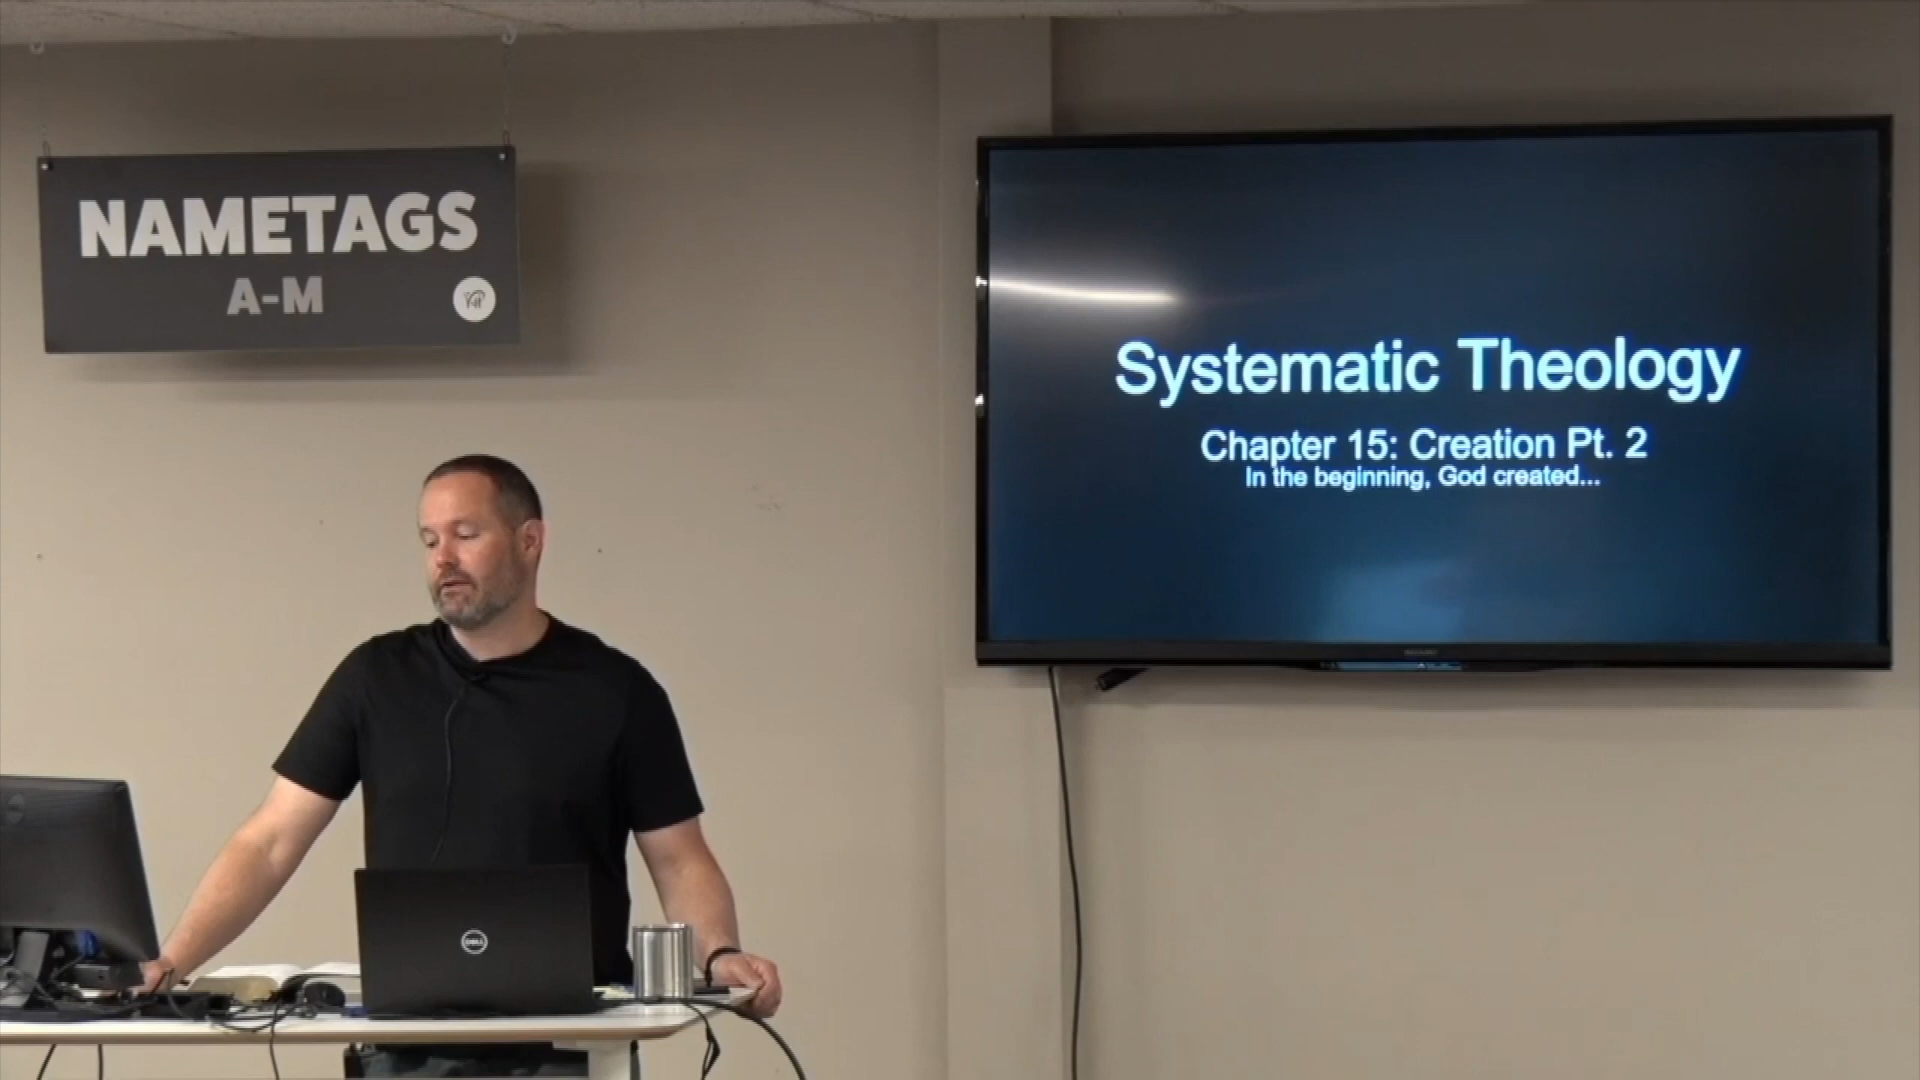 NAMETAGS
A-M
Systematic Theology
Chapter 15: Creation Pt. 2
In the beginning, God created...
DELL